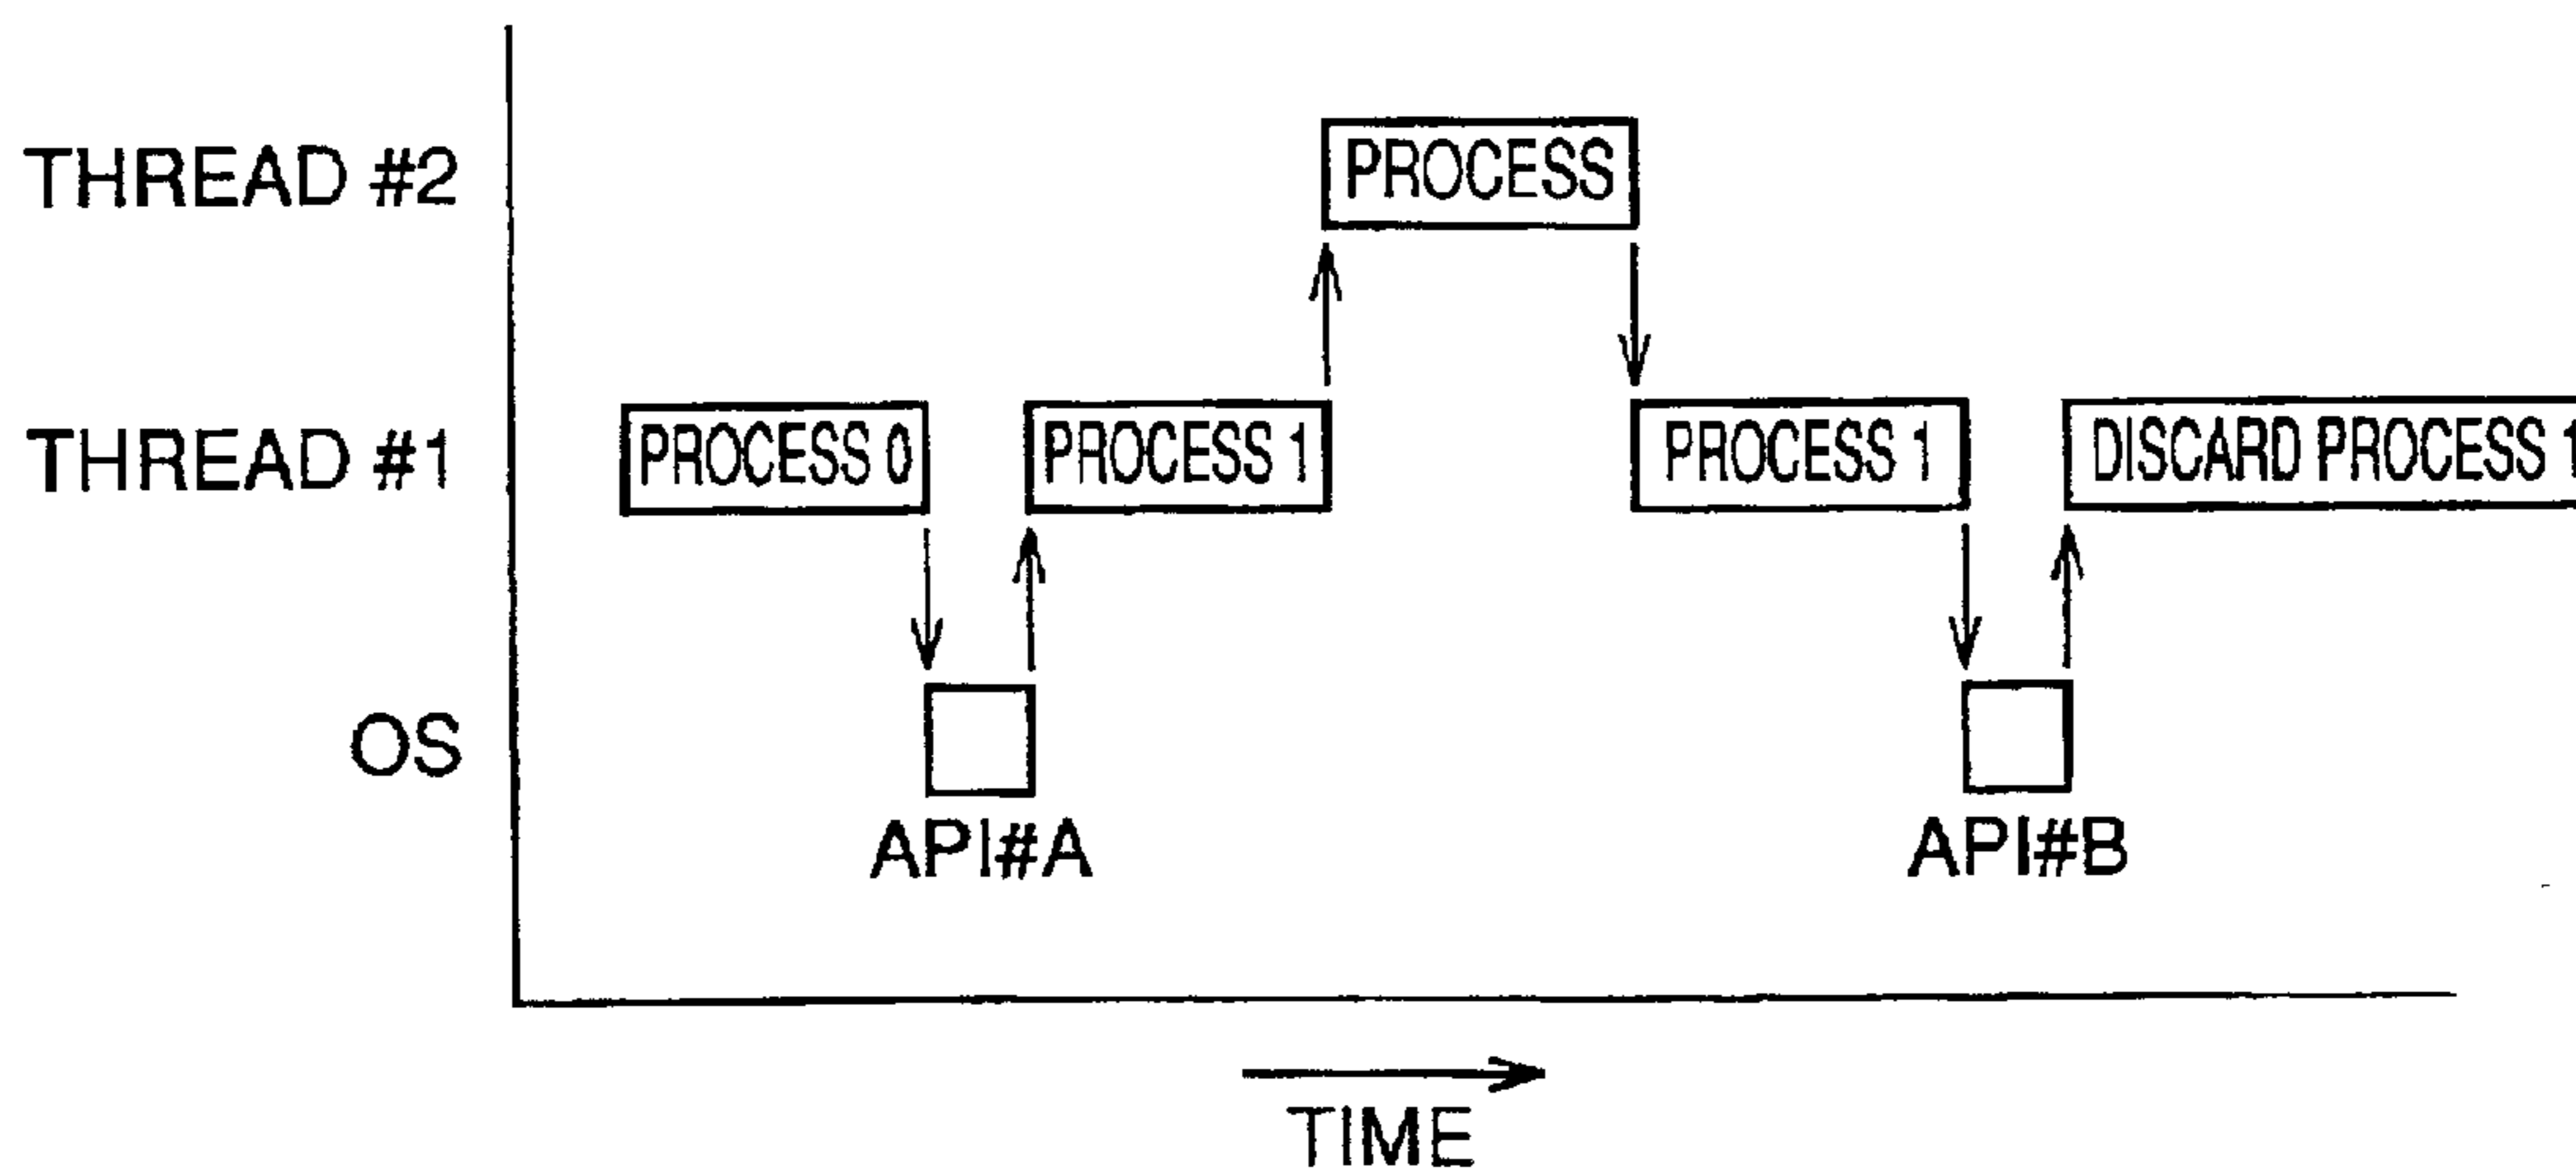 THREAD #2
PROCESS
THREAD #1
PROCESS 0
PROCESS 1
PROCESS 1
DISCARD PROCESS 1
OS
API#A
API#B
TIME